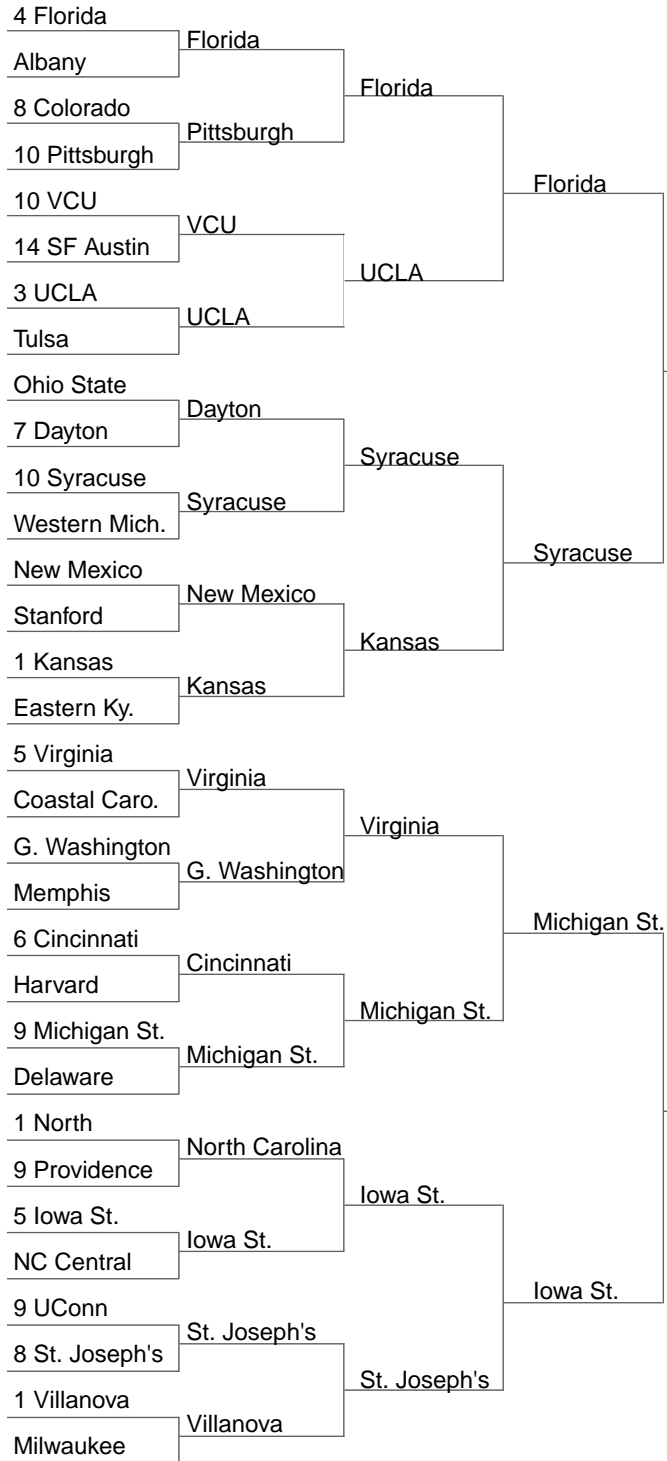 4 Florida
Albany
8 Colorado
10 Pittsburgh
10 VCU
14 SF Austin
3 UCLA
Tulsa
Ohio State
7 Dayton
10 Syracuse
Western Mich.
New Mexico
Stanford
1 Kansas
Eastern Ky.
5 Virginia
Coastal Caro.
G. Washington
Memphis
6 Cincinnati
Harvard
9 Michigan St.
Delaware
1 North
9 Providence
5 Iowa St.
NC Central
9 UConn
8 St. Joseph's
1 Villanova
Milwaukee
Florida
Pittsburgh
VCU
UCLA
Dayton
Syracuse
New Mexico
Kansas
Virginia
G. Washington
Cincinnati
Michigan St.
North Carolina
Iowa St.
St. Joseph's
Villanova
Florida
UCLA
Syracuse
Kansas
Virginia
Michigan St.
Iowa St.
St. Joseph's
Florida
Syracuse
Michigan St.
Iowa St.